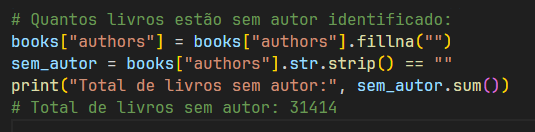 # Quantos livros estão sem autor identificado:
books["authors"] = books["authors"].fillna("")
sem_autor = books["authors"].str.strip() == ""
print("Total de livros sem autor:", sem_autor.sum())
# Total de livros sem autor: 31414